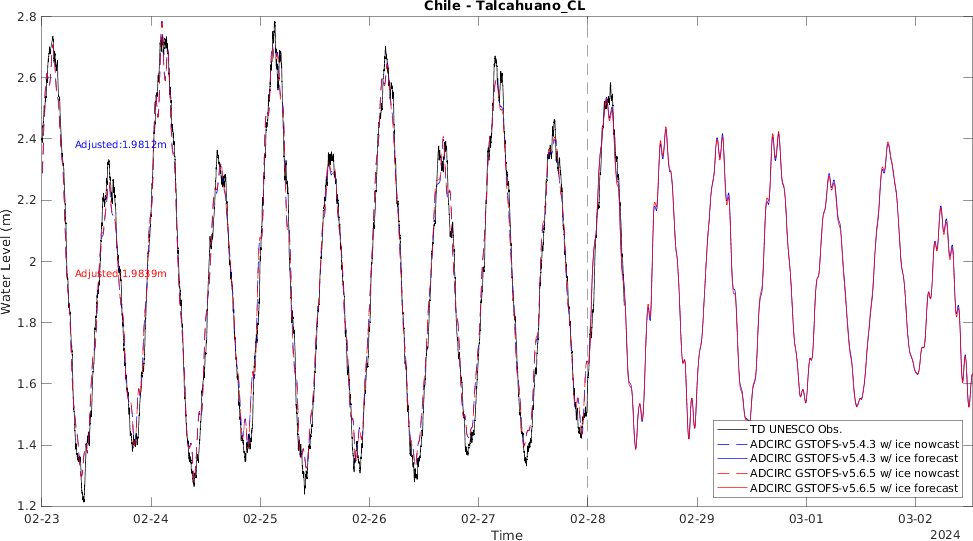 Chile - Talcahuano_CL
2.8
2.6
2.4
2.2
2
1.8
1.6
1.4
1.2
Water Level (m)
Adjusted:1.9812m
Adjusted:1.9839m
TD UNESCO Obs.
ADCIRC GSTOFS-v5.4.3 w/ ice nowcast
ADCIRC GSTOFS-v5.4.3 w/ ice forecast
ADCIRC GSTOFS-v5.6.5 w/ ice nowcast
ADCIRC GSTOFS-v5.6.5 w/ ice forecast
02-23 02-24 02-25 02-26 02-27 02-28 02-29 03-01 03-02
Time
2024